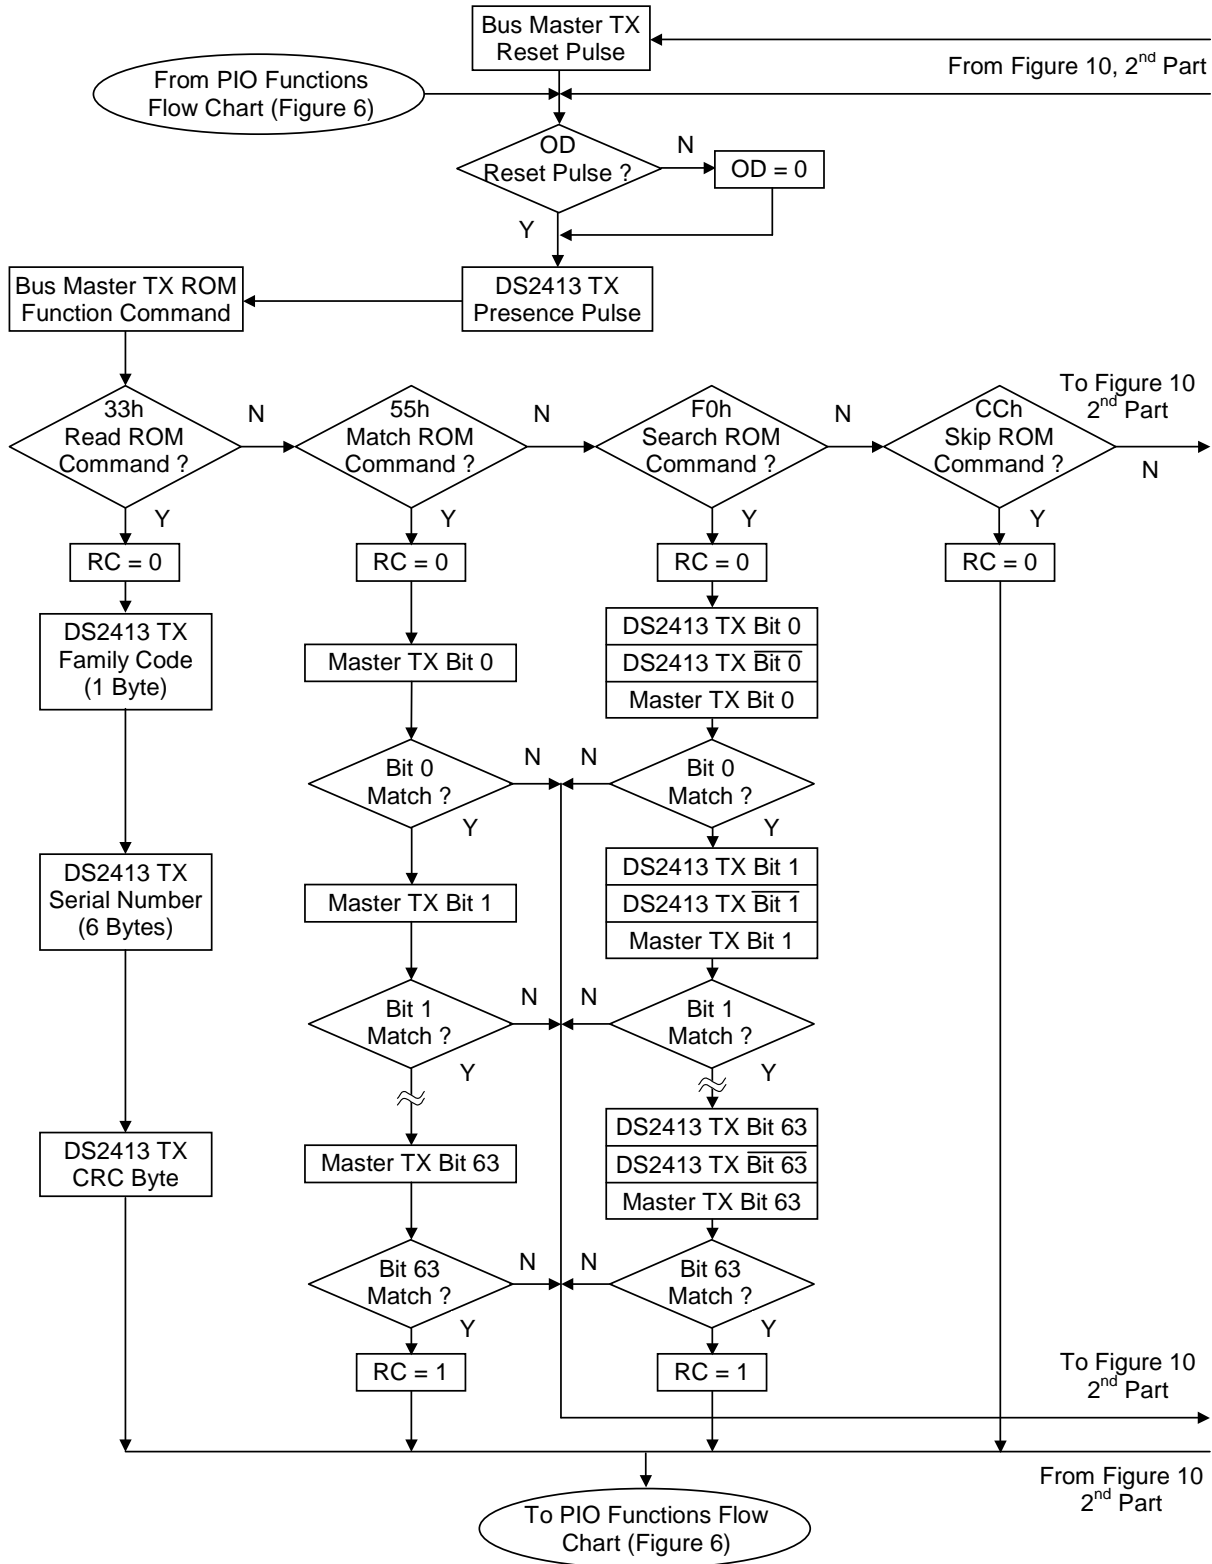 Bus Master TX
Reset Pulse
From Figure 10, 2nd Part
From PIO Functions
Flow Chart (Figure 6)
OD
Reset Pulse ?
N
OD = 0
Y
Bus Master TX ROM
Function Command
DS2413 TX
Presence Pulse
33h
Read ROM
Command ?
N
55h
Match ROM
Command ?
N
F0h
Search ROM
Command ?
N
CCh
Skip ROM
Command ?
To Figure 10
2nd Part
N
Y
Y
Y
Y
RC = 0
RC = 0
RC = 0
RC = 0
DS2413 TX
Family Code
(1 Byte)
Master TX Bit 0
DS2413 TX Bit 0
DS2413 TX B̅i̅t̅ ̅0̅
Master TX Bit 0
Bit 0
Match ?
N
N
Bit 0
Match ?
Y
Y
DS2413 TX
Serial Number
(6 Bytes)
Master TX Bit 1
DS2413 TX Bit 1
DS2413 TX B̅i̅t̅ ̅1̅
Master TX Bit 1
Bit 1
Match ?
N
N
Bit 1
Match ?
Y
Y
DS2413 TX
CRC Byte
Master TX Bit 63
DS2413 TX Bit 63
DS2413 TX B̅i̅t̅ ̅6̅3̅
Master TX Bit 63
Bit 63
Match ?
N
N
Bit 63
Match ?
Y
Y
RC = 1
RC = 1
To Figure 10
2nd Part
From Figure 10
2nd Part
To PIO Functions Flow
Chart (Figure 6)